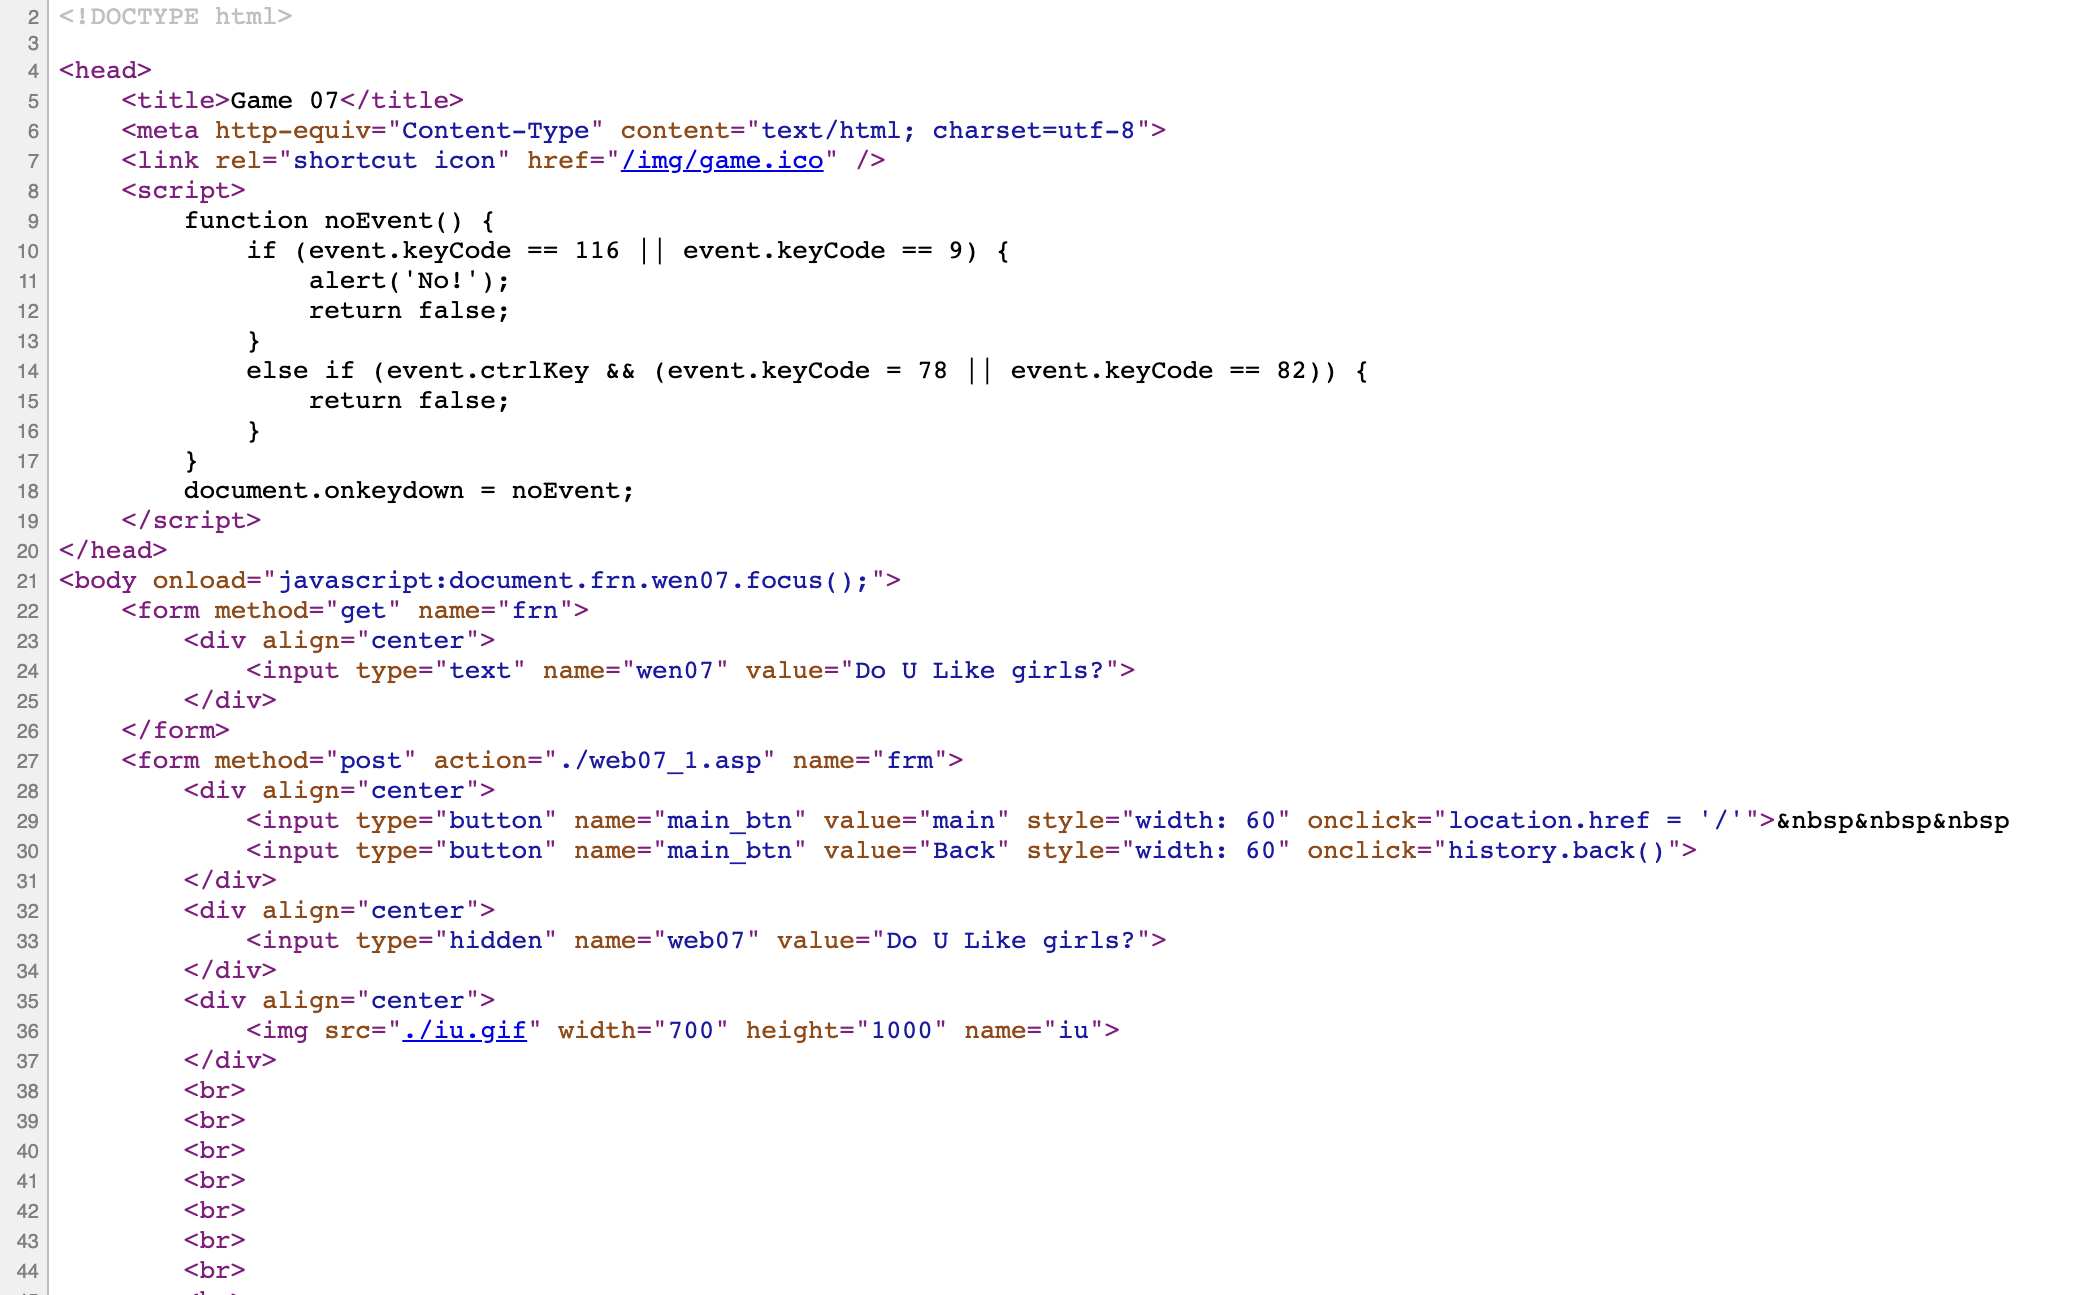 2 <!DOCTYPE html>
3
4 <head>
5     <title>Game 07</title>
6     <meta http-equiv="Content-Type" content="text/html; charset=utf-8">
7     <link rel="shortcut icon" href="/img/game.ico" />
8     <script>
9         function noEvent() {
10             if (event.keyCode == 116 || event.keyCode == 9) {
11                 alert('No!');
12                 return false;
13             }
14             else if (event.ctrlKey && (event.keyCode = 78 || event.keyCode == 82)) {
15                 return false;
16             }
17         }
18         document.onkeydown = noEvent;
19     </script>
20 </head>
21 <body onload="javascript:document.frn.wen07.focus();">
22     <form method="get" name="frn">
23         <div align="center">
24             <input type="text" name="wen07" value="Do U Like girls?">
25         </div>
26     </form>
27     <form method="post" action="./web07_1.asp" name="frm">
28         <div align="center">
29             <input type="button" name="main_btn" value="main" style="width: 60" onclick="location.href = '/'">&nbsp&nbsp&nbsp
30             <input type="button" name="main_btn" value="Back" style="width: 60" onclick="history.back()">
31         </div>
32         <div align="center">
33             <input type="hidden" name="web07" value="Do U Like girls?">
34         </div>
35         <div align="center">
36             <img src="./iu.gif" width="700" height="1000" name="iu">
37         </div>
38         <br>
39         <br>
40         <br>
41         <br>
42         <br>
43         <br>
44         <br>